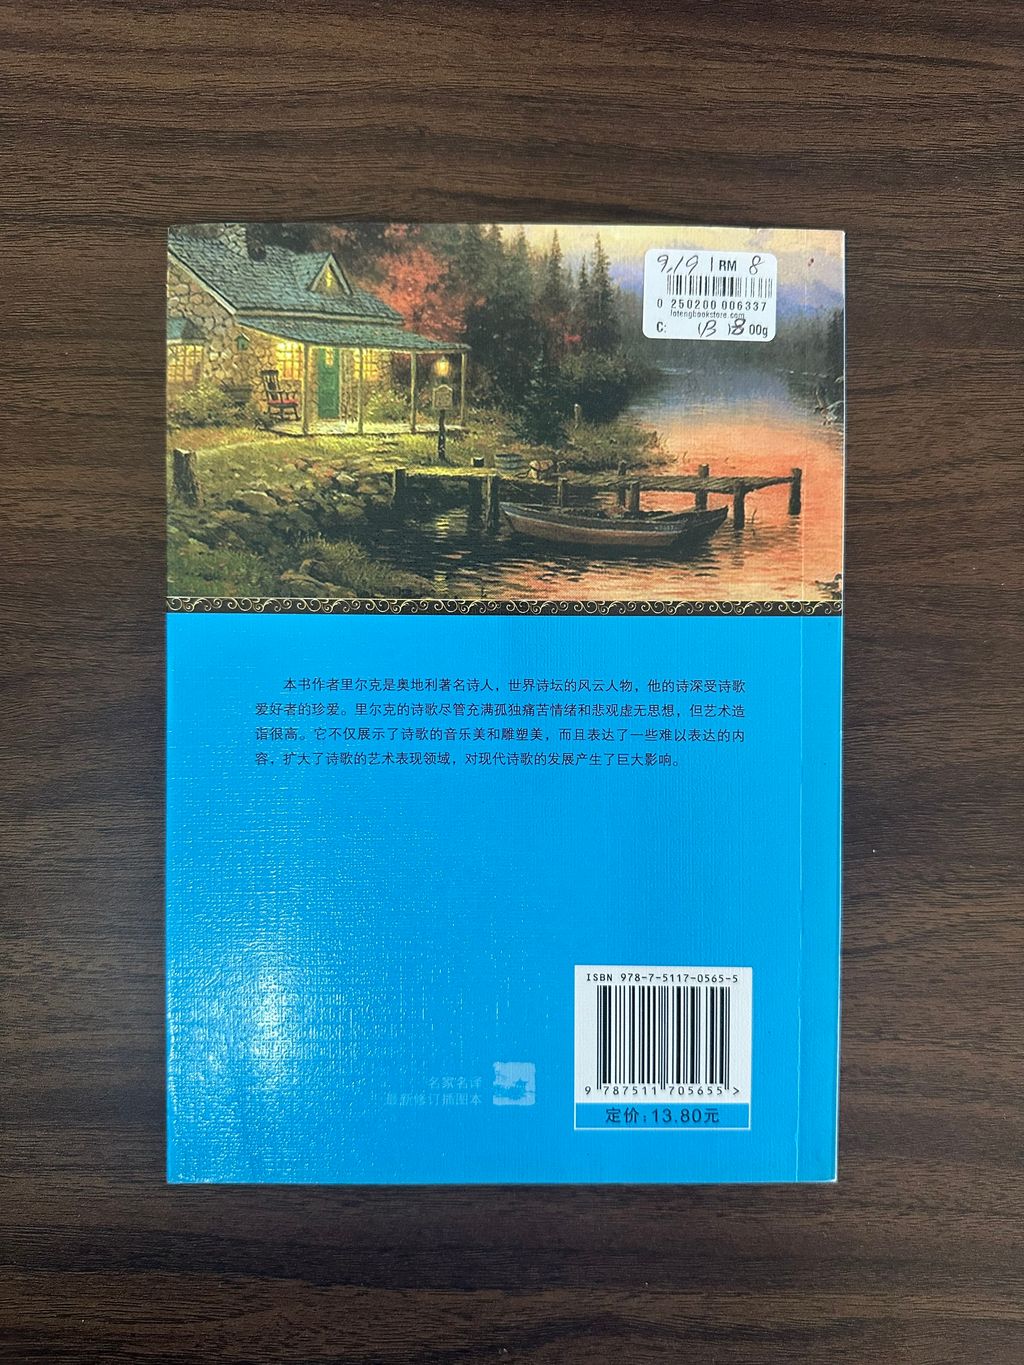 9.19 | RM 8
0 250200 006337
lotengbookstore.com
C: 00g
本书作者里尔克是奥地利著名诗人，世界诗坛的风云人物，他的诗深受诗歌
爱好者的珍爱。里尔克的诗歌尽管充满孤独痛苦情绪和悲观虚无思想，但艺术造
诣很高。它不仅展示了诗歌的音乐美和雕塑美，而且表达了一些难以表达的内
容，扩大了诗歌的艺术表现领域，对现代诗歌的发展产生了巨大影响。
ISBN 978-7-5117-0565-5
9 787511 705655 >
定价：13.80元
名家名译
最新修订插图本